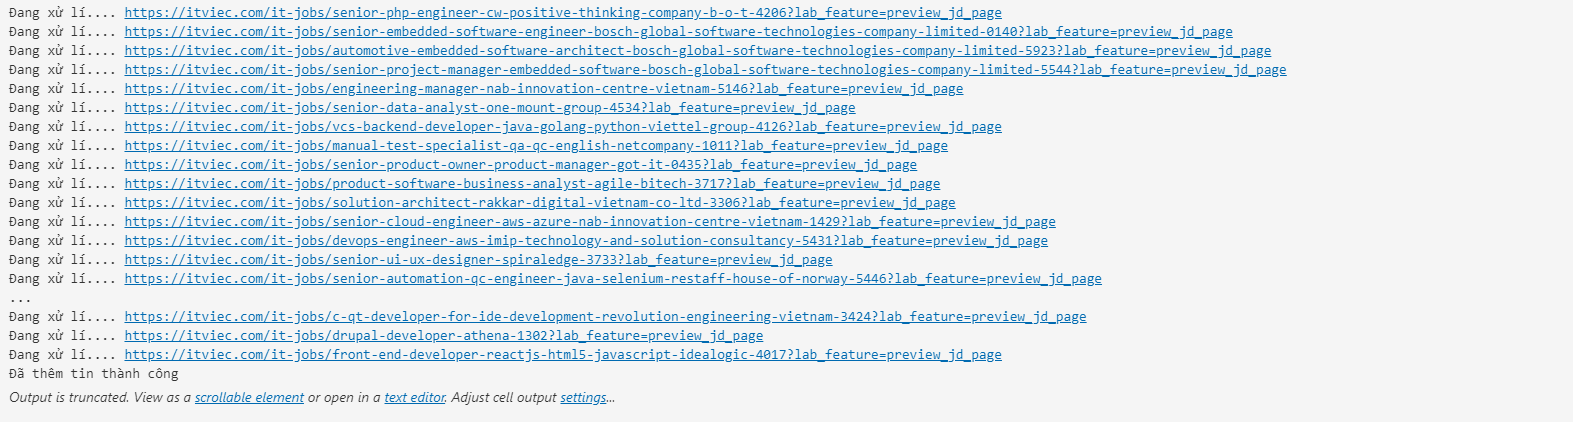 Đang xử lí.... https://itviec.com/it-jobs/senior-php-engineer-cw-positive-thinking-company-b-o-t-4206?lab_feature=preview_jd_page
Đang xử lí.... https://itviec.com/it-jobs/senior-embedded-software-engineer-bosch-global-software-technologies-company-limited-0140?lab_feature=preview_jd_page
Đang xử lí.... https://itviec.com/it-jobs/automotive-embedded-software-architect-bosch-global-software-technologies-company-limited-5923?lab_feature=preview_jd_page
Đang xử lí.... https://itviec.com/it-jobs/senior-project-manager-embedded-software-bosch-global-software-technologies-company-limited-5544?lab_feature=preview_jd_page
Đang xử lí.... https://itviec.com/it-jobs/engineering-manager-nab-innovation-centre-vietnam-5146?lab_feature=preview_jd_page
Đang xử lí.... https://itviec.com/it-jobs/senior-data-analyst-one-mount-group-4534?lab_feature=preview_jd_page
Đang xử lí.... https://itviec.com/it-jobs/vcs-backend-developer-java-golang-python-viettel-group-4126?lab_feature=preview_jd_page
Đang xử lí.... https://itviec.com/it-jobs/manual-test-specialist-qa-qc-english-netcompany-1011?lab_feature=preview_jd_page
Đang xử lí.... https://itviec.com/it-jobs/senior-product-owner-product-manager-got-it-0435?lab_feature=preview_jd_page
Đang xử lí.... https://itviec.com/it-jobs/product-software-business-analyst-agile-bitech-3717?lab_feature=preview_jd_page
Đang xử lí.... https://itviec.com/it-jobs/solution-architect-rakkar-digital-vietnam-co-ltd-3306?lab_feature=preview_jd_page
Đang xử lí.... https://itviec.com/it-jobs/senior-cloud-engineer-aws-azure-nab-innovation-centre-vietnam-1429?lab_feature=preview_jd_page
Đang xử lí.... https://itviec.com/it-jobs/devops-engineer-aws-imip-technology-and-solution-consultancy-5431?lab_feature=preview_jd_page
Đang xử lí.... https://itviec.com/it-jobs/senior-ui-ux-designer-spiraledge-3733?lab_feature=preview_jd_page
Đang xử lí.... https://itviec.com/it-jobs/senior-automation-qc-engineer-java-selenium-restaff-house-of-norway-5446?lab_feature=preview_jd_page
...
Đang xử lí.... https://itviec.com/it-jobs/c-qt-developer-for-ide-development-revolution-engineering-vietnam-3424?lab_feature=preview_jd_page
Đang xử lí.... https://itviec.com/it-jobs/drupal-developer-athena-1302?lab_feature=preview_jd_page
Đang xử lí.... https://itviec.com/it-jobs/front-end-developer-reactjs-html5-javascript-idealogic-4017?lab_feature=preview_jd_page
Đã thêm tin thành công
Output is truncated. View as a scrollable element or open in a text editor. Adjust cell output settings...